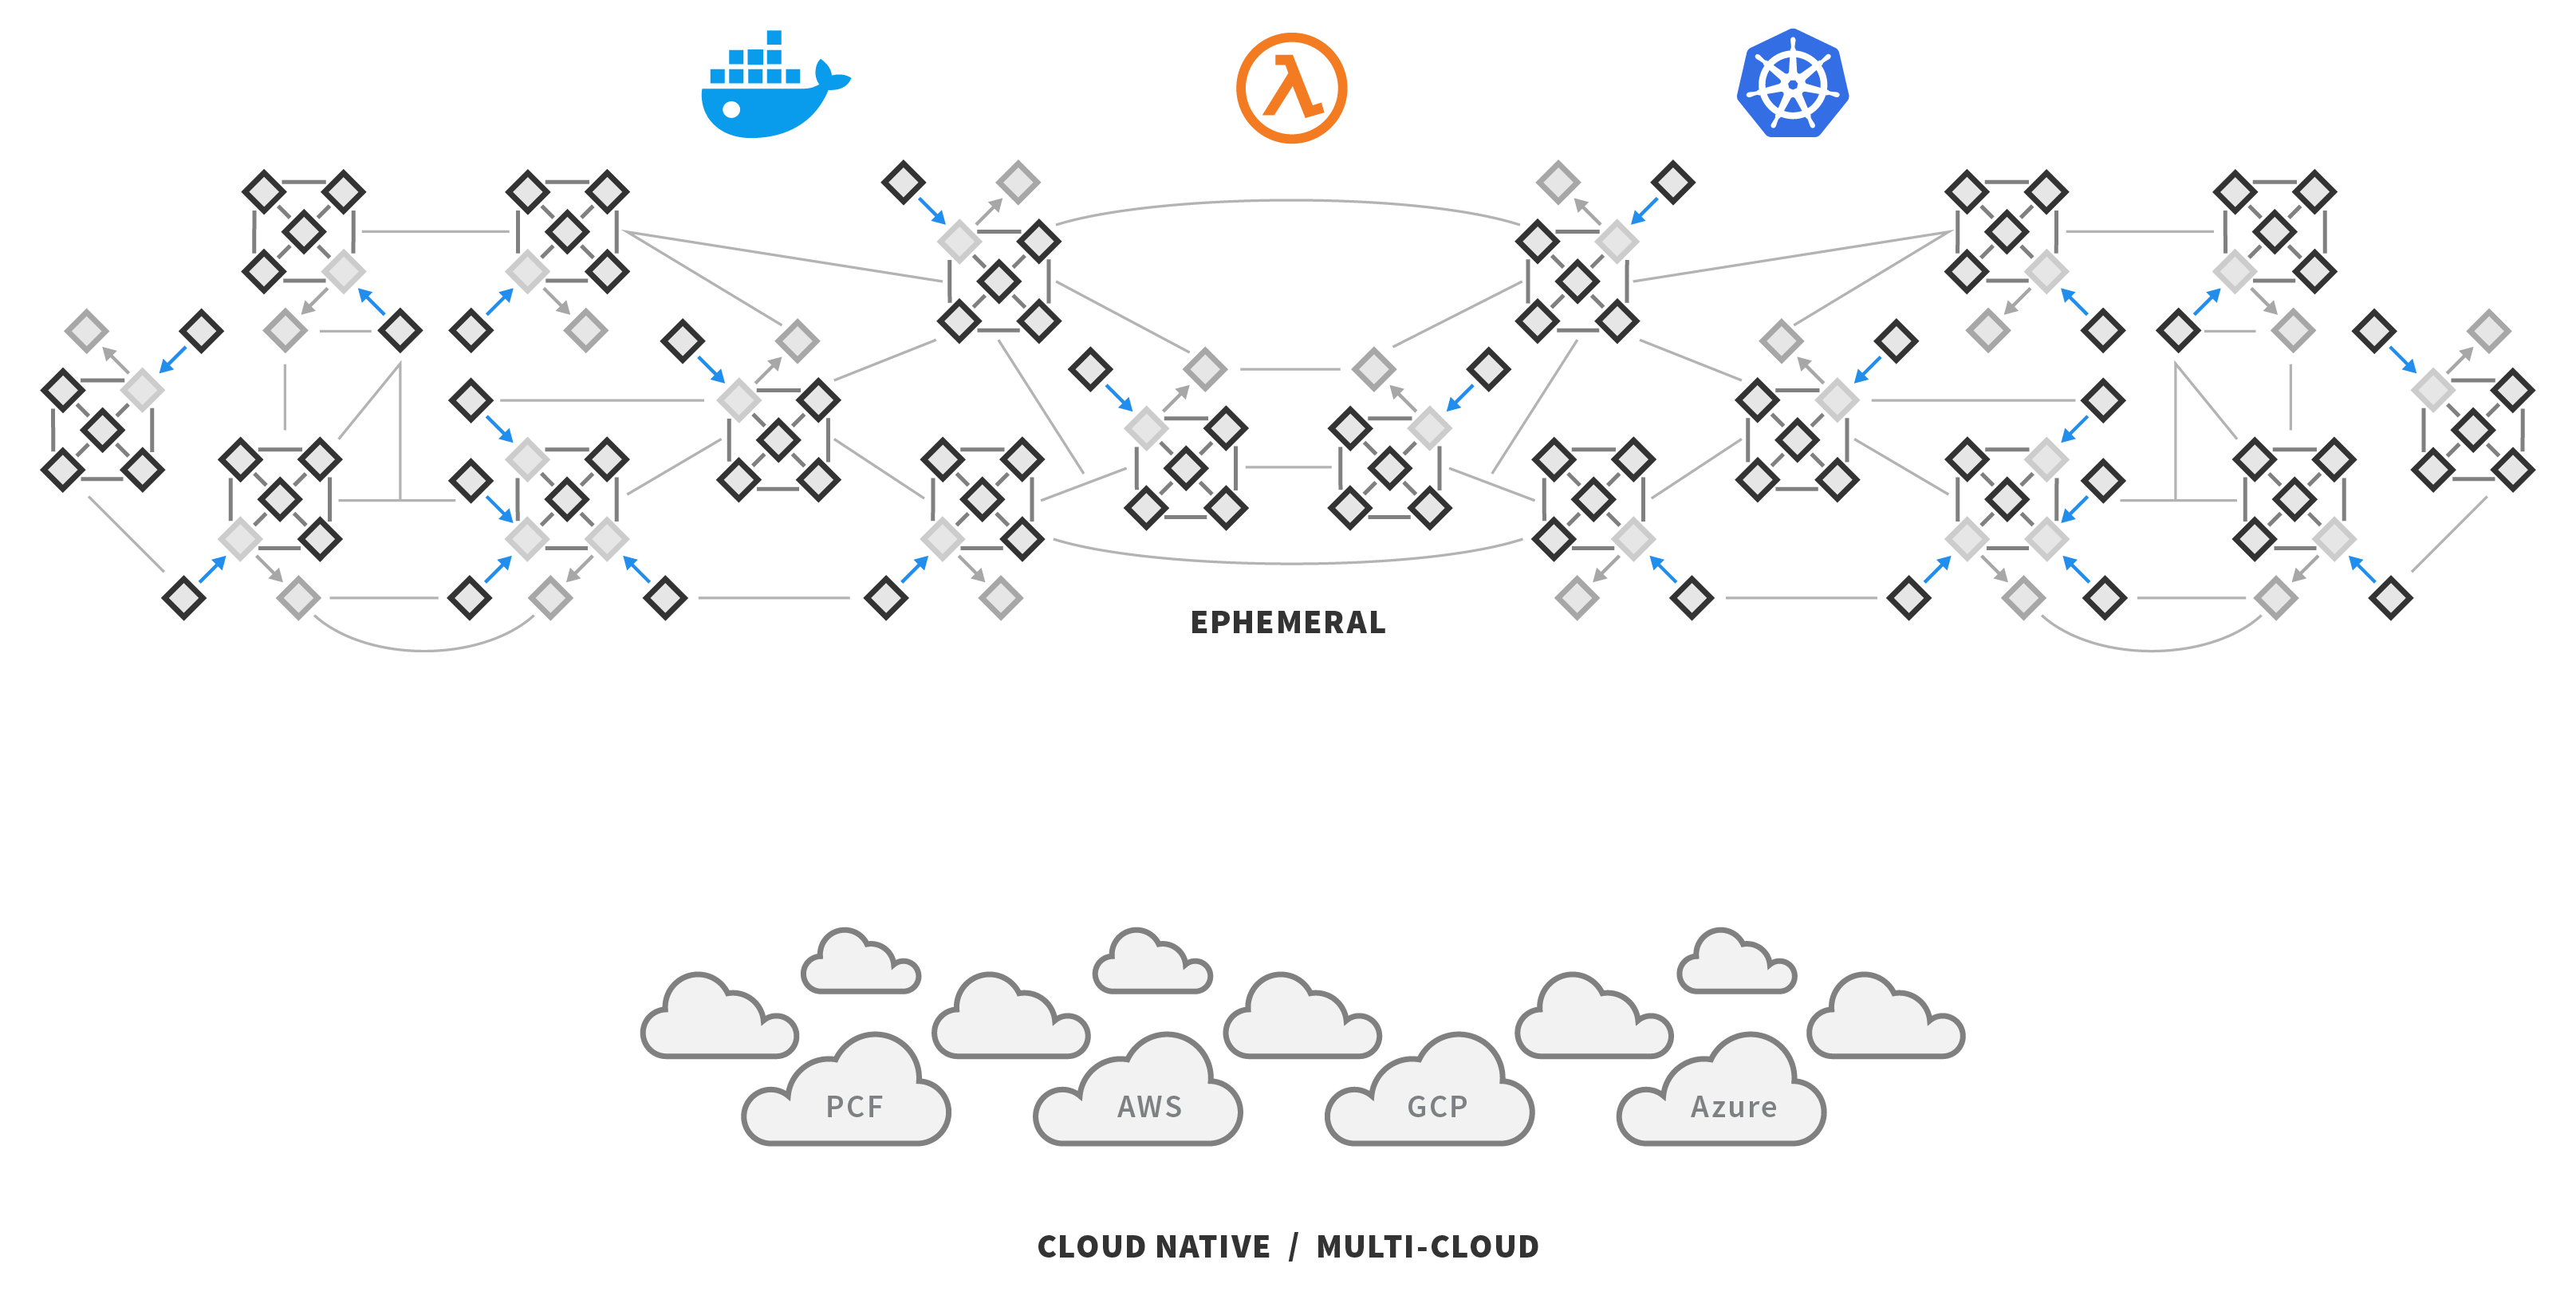 EPHEMERAL
PCF
AWS
GCP
Azure
CLOUD NATIVE / MULTI-CLOUD